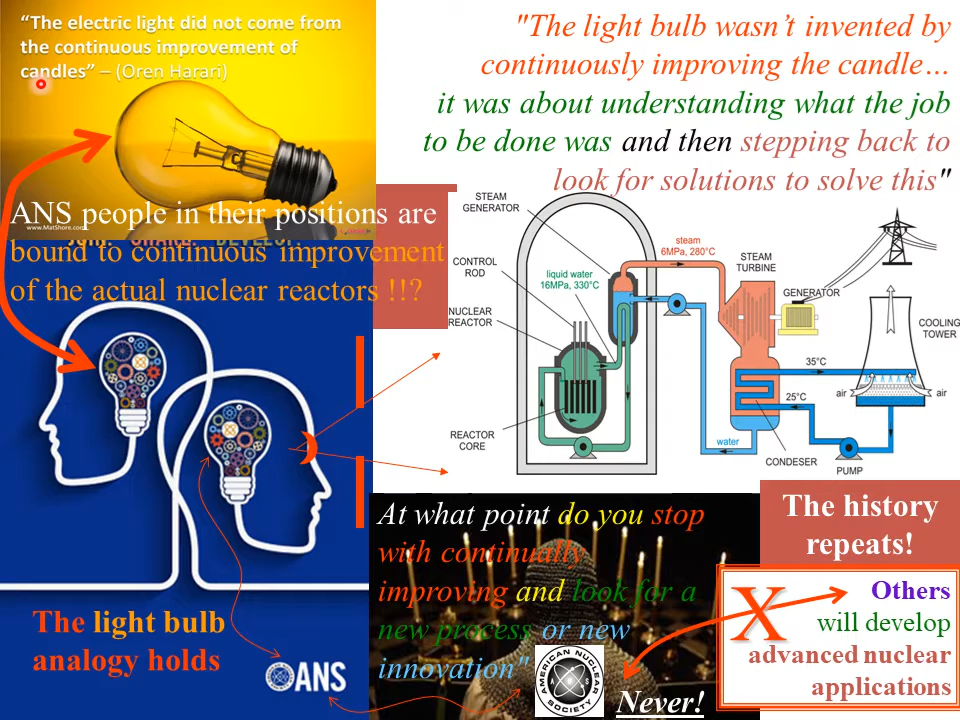 “The electric light did not come from
the continuous improvement of
candles” – (Oren Harari)
"The light bulb wasn’t invented by
continuously improving the candle…
it was about understanding what the job
to be done was and then stepping back to
look for solutions to solve this"
www.MatShore.com
ANS people in their positions are
bound to continuous improvement
of the actual nuclear reactors !!?
STEAM
GENERATOR
CONTROL
ROD
NUCLEAR
REACTOR
REACTOR
CORE
liquid water
16MPa, 330°C
steam
6MPa, 280°C
STEAM
TURBINE
GENERATOR
COOLING
TOWER
35°C
25°C
air
air
water
CONDESER
PUMP
At what point do you stop
with continually
improving and look for a
new process or new
innovation"
The history
repeats!
X
Others
will develop
advanced nuclear
applications
The light bulb
analogy holds
ANS
AMERICAN NUCLEAR
SOCIETY
Never!